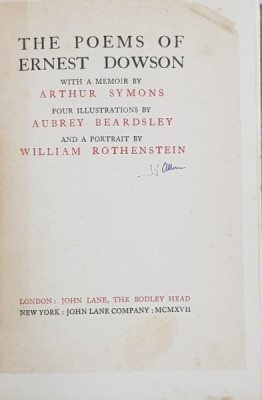 THE POEMS OF
ERNEST DOWSON
WITH A MEMOIR BY
ARTHUR SYMONS
FOUR ILLUSTRATIONS BY
AUBREY BEARDSLEY
AND A PORTRAIT BY
WILLIAM ROTHENSTEIN
LONDON: JOHN LANE, THE BODLEY HEAD
NEW YORK: JOHN LANE COMPANY: MCMXVII